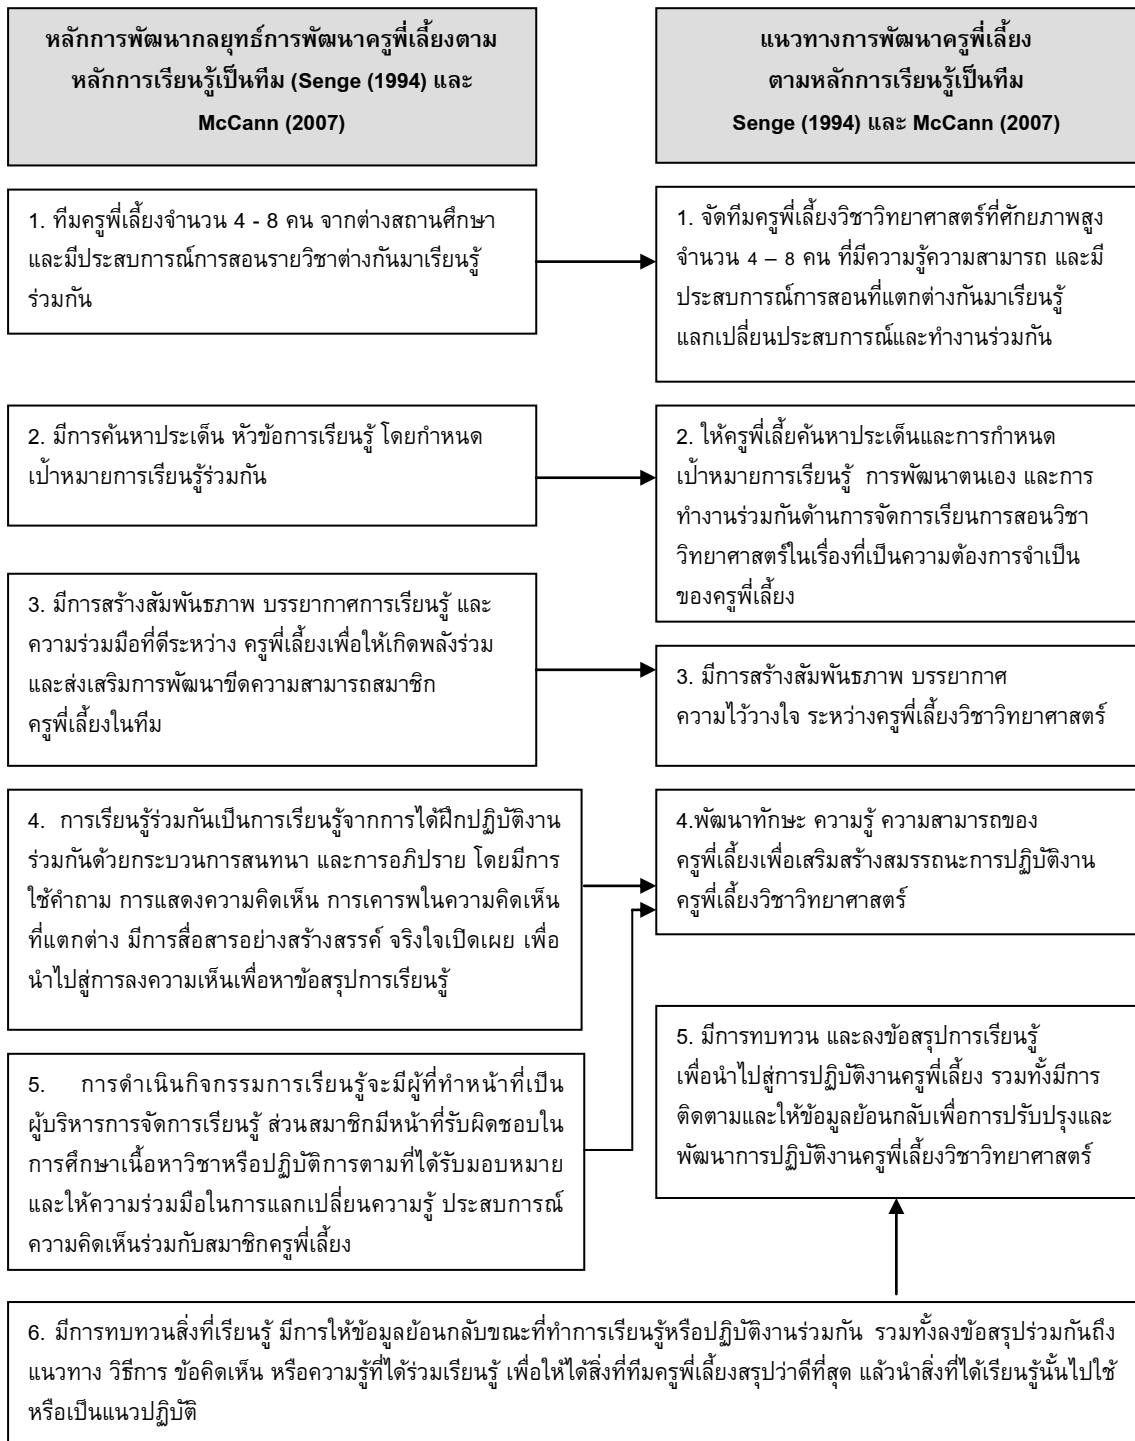 หลักการพัฒนากลยุทธ์การพัฒนาครูพี่เลี้ยงตาม
หลักการเรียนรู้เป็นทีม (Senge (1994) และ
McCann (2007)
แนวทางการพัฒนาครูพี่เลี้ยง
ตามหลักการเรียนรู้เป็นทีม
Senge (1994) และ McCann (2007)
1. ทีมครูพี่เลี้ยงจำนวน 4 - 8 คน จากต่างสถานศึกษา
และมีประสบการณ์การสอนรายวิชาต่างกันมาเรียนรู้
ร่วมกัน
1. จัดทีมครูพี่เลี้ยงวิชาวิทยาศาสตร์ที่ศักยภาพสูง
จำนวน 4 – 8 คน ที่มีความรู้ความสามารถ และมี
ประสบการณ์การสอนที่แตกต่างกันมาเรียนรู้
แลกเปลี่ยนประสบการณ์และทำงานร่วมกัน
2. มีการค้นหาประเด็น หัวข้อการเรียนรู้ โดยกำหนด
เป้าหมายการเรียนรู้ร่วมกัน
2. ให้ครูพี่เลี้ยค้นหาประเด็นและการกำหนด
เป้าหมายการเรียนรู้ การพัฒนาตนเอง และการ
ทำงานร่วมกันด้านการจัดการเรียนการสอนวิชา
วิทยาศาสตร์ในเรื่องที่เป็นความต้องการจำเป็น
ของครูพี่เลี้ยง
3. มีการสร้างสัมพันธภาพ บรรยากาศการเรียนรู้ และ
ความร่วมมือที่ดีระหว่าง ครูพี่เลี้ยงเพื่อให้เกิดพลังร่วม
และส่งเสริมการพัฒนาขีดความสามารถสมาชิก
ครูพี่เลี้ยงในทีม
3. มีการสร้างสัมพันธภาพ บรรยากาศ
ความไว้วางใจ ระหว่างครูพี่เลี้ยงวิชาวิทยาศาสตร์
4. การเรียนรู้ร่วมกันเป็นการเรียนรู้จากการได้ฝึกปฏิบัติงาน
ร่วมกันด้วยกระบวนการสนทนา และการอภิปราย โดยมีการ
ใช้คำถาม การแสดงความคิดเห็น การเคารพในความคิดเห็น
ที่แตกต่าง มีการสื่อสารอย่างสร้างสรรค์ จริงใจเปิดเผย เพื่อ
นำไปสู่การลงความเห็นเพื่อหาข้อสรุปการเรียนรู้
4.พัฒนาทักษะ ความรู้ ความสามารถของ
ครูพี่เลี้ยงเพื่อเสริมสร้างสมรรถนะการปฏิบัติงาน
ครูพี่เลี้ยงวิชาวิทยาศาสตร์
5. การดำเนินกิจกรรมการเรียนรู้จะมีผู้ที่ทำหน้าที่เป็น
ผู้บริหารการจัดการเรียนรู้ ส่วนสมาชิกมีหน้าที่รับผิดชอบใน
การศึกษาเนื้อหาวิชาหรือปฏิบัติการตามที่ได้รับมอบหมาย
และให้ความร่วมมือในการแลกเปลี่ยนความรู้ ประสบการณ์
ความคิดเห็นร่วมกับสมาชิกครูพี่เลี้ยง
5. มีการทบทวน และลงข้อสรุปการเรียนรู้
เพื่อนำไปสู่การปฏิบัติงานครูพี่เลี้ยง รวมทั้งมีการ
ติดตามและให้ข้อมูลย้อนกลับเพื่อการปรับปรุงและ
พัฒนาการปฏิบัติงานครูพี่เลี้ยงวิชาวิทยาศาสตร์
6. มีการทบทวนสิ่งที่เรียนรู้ มีการให้ข้อมูลย้อนกลับขณะที่ทำการเรียนรู้หรือปฏิบัติงานร่วมกัน รวมทั้งลงข้อสรุปร่วมกันถึง
แนวทาง วิธีการ ข้อคิดเห็น หรือความรู้ที่ได้ร่วมเรียนรู้ เพื่อให้ได้สิ่งที่ทีมครูพี่เลี้ยงสรุปว่าดีที่สุด แล้วนำสิ่งที่ได้เรียนรู้นั้นไปใช้
หรือเป็นแนวปฏิบัติ